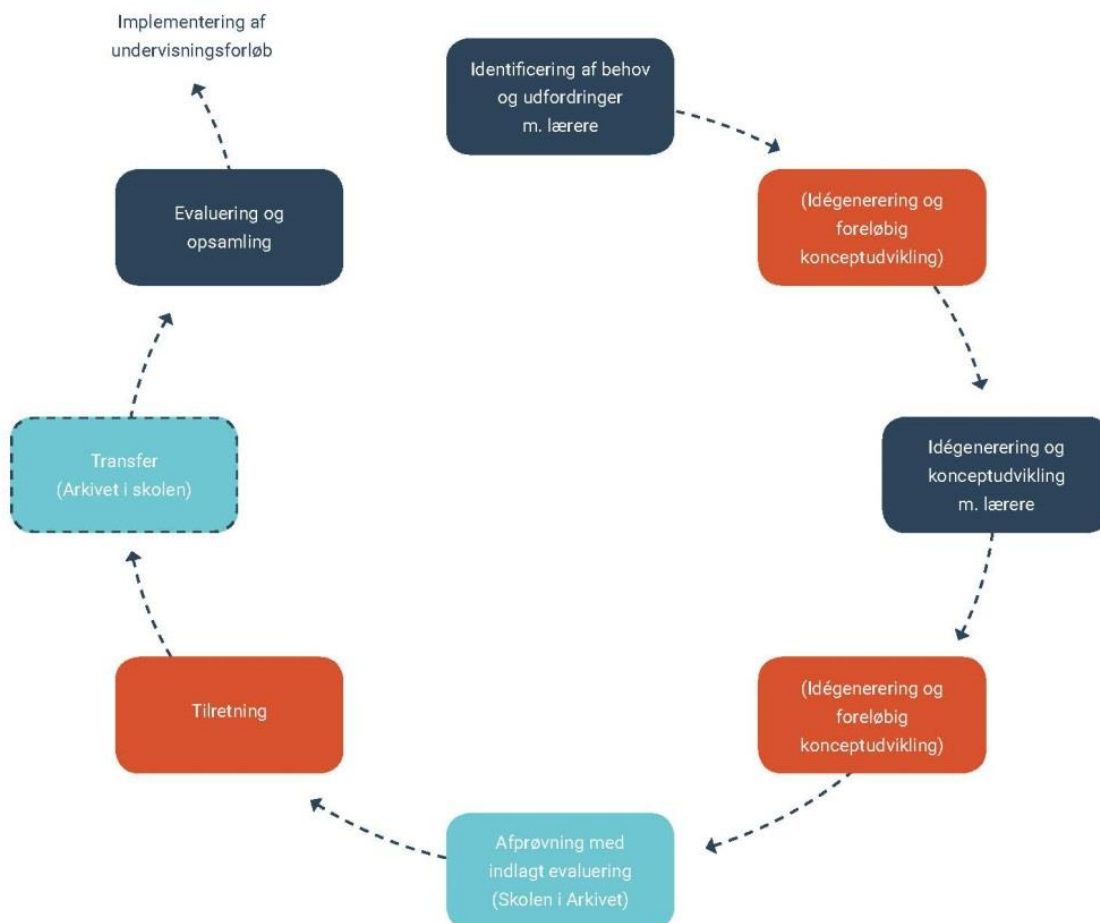 Implementering af
undervisningsforløb
Identificering af behov
og udfordringer
m. lærere
(Idégenerering og
foreløbig
konceptudvikling)
Idégenerering og
konceptudvikling
m. lærere
(Idégenerering og
foreløbig
konceptudvikling)
Afprøvning med
indlagt evaluering
(Skolen i Arkivet)
Tilretning
Transfer
(Arkivet i skolen)
Evaluering og
opsamling